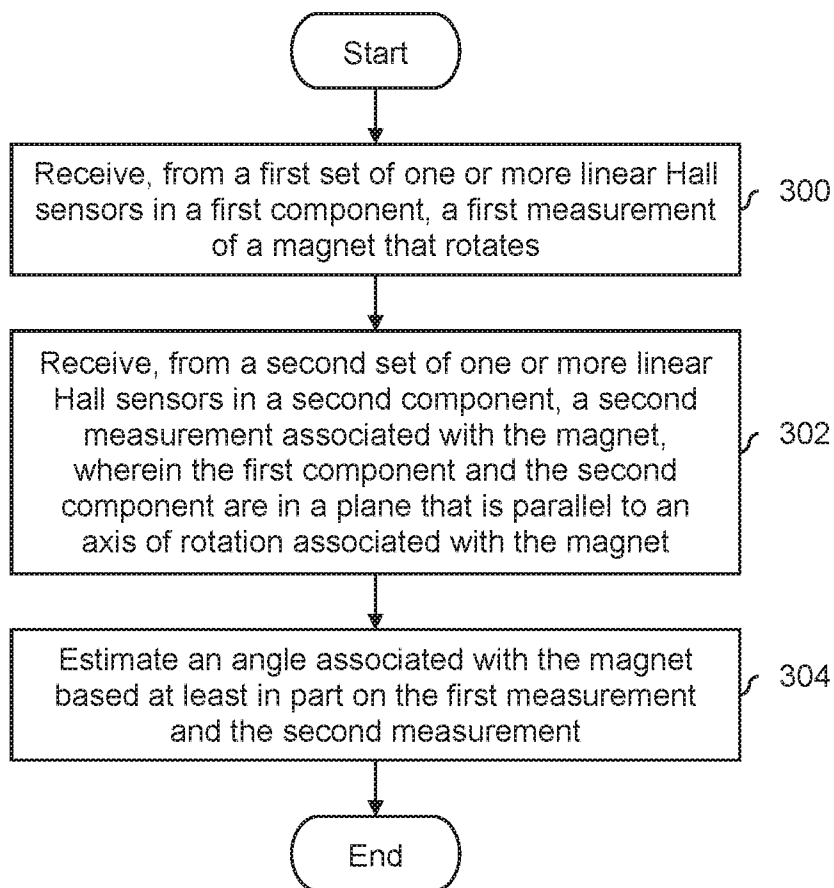 Start
Receive, from a first set of one or more linear Hall
sensors in a first component, a first measurement
of a magnet that rotates
300
Receive, from a second set of one or more linear
Hall sensors in a second component, a second
measurement associated with the magnet,
wherein the first component and the second
component are in a plane that is parallel to an
axis of rotation associated with the magnet
302
Estimate an angle associated with the magnet
based at least in part on the first measurement
and the second measurement
304
End